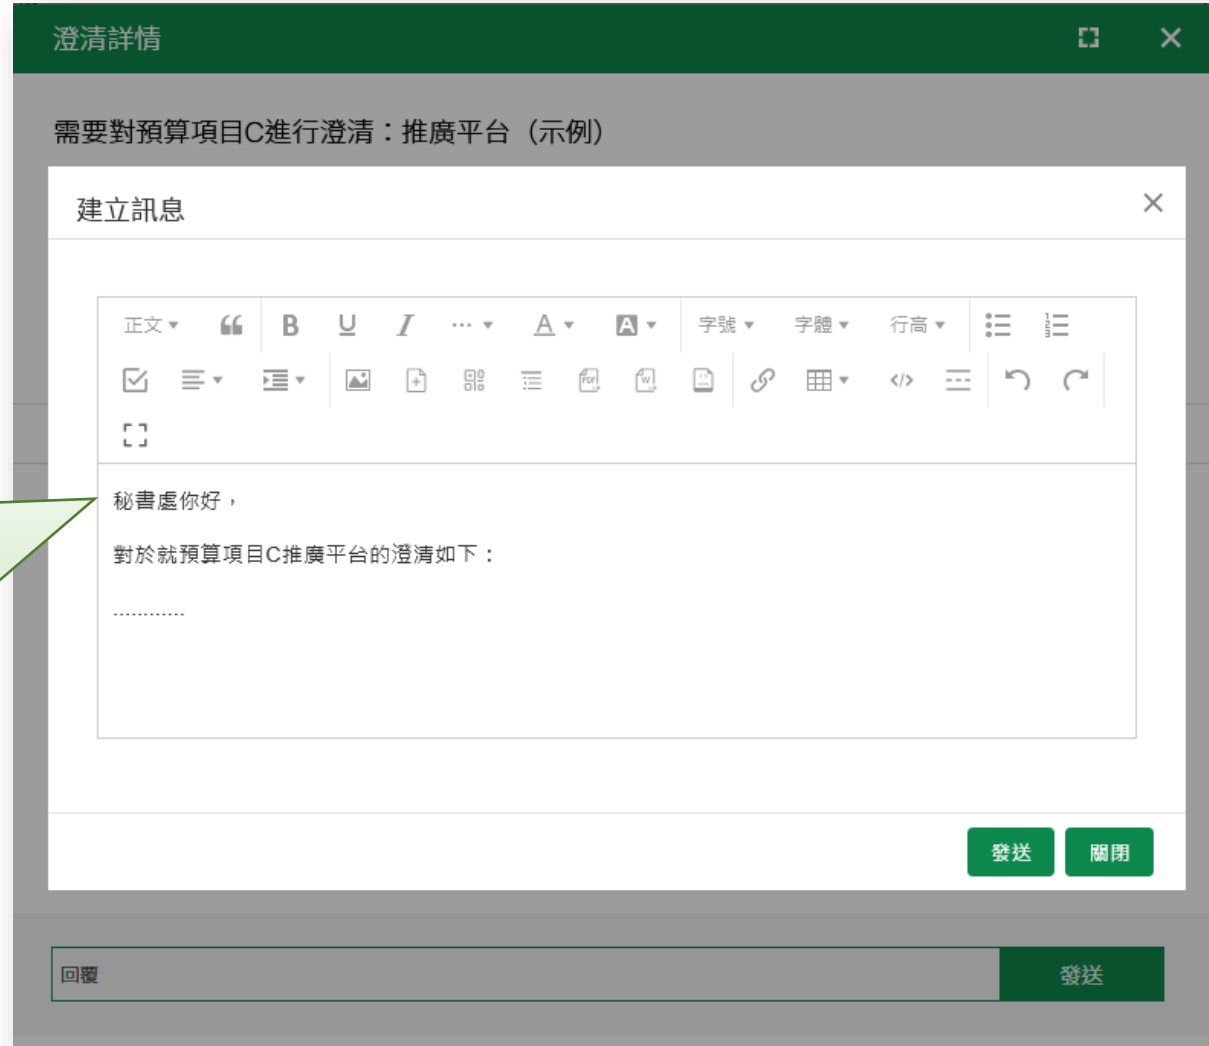 澄清詳情
需要對預算項目C進行澄清：推廣平台（示例）
建立訊息
正文 B U I ... A A 字號 字體 行高
PDF W </>
秘書處你好，
對於就預算項目C推廣平台的澄清如下：
............
發送 關閉
回覆 發送